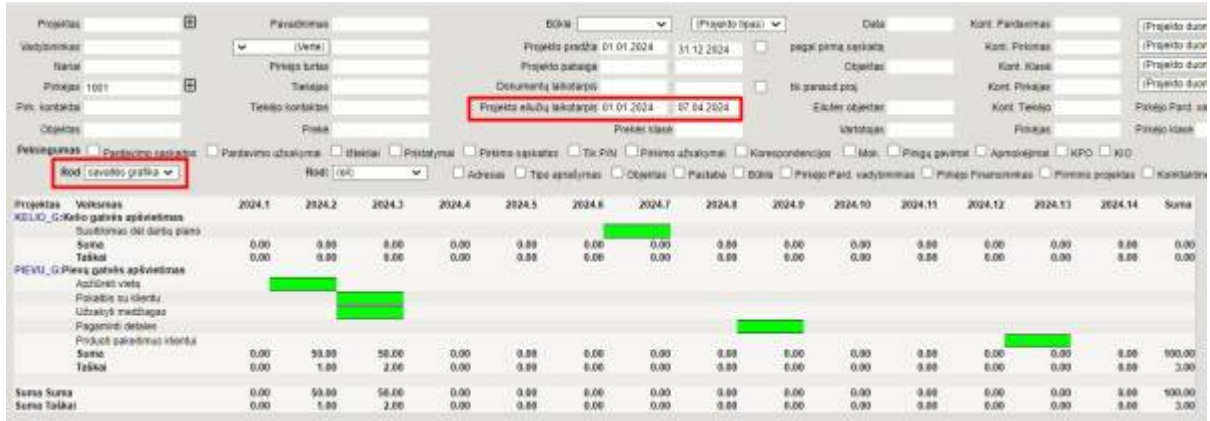 Projektas Pavadinimas Būklė (Projekto tipas) Data Kont. Pardavimas (Projekto duom
Vadybininkas (Vertė) Projekto pradžia 01.01.2024 31.12.2024 pagal pirmą sąskaitą Kont. Pirkimas (Projekto duom
Nariai Pirkėjo turtas Projekto pabaiga Objektas Kont. Klasė (Projekto duom
Pirkėjas 1001 Tiekėjas Dokumentų laikotarpis tik panaud.proj Kont. Pirkėjas (Projekto duom
Pirk. kontaktas Tiekėjo kontaktas Projekto eilučių laikotarpis 01.01.2024 07.04.2024 Eilutės objektas Kont. Tiekėjo Pirkėjo Pard. va
Objektas Prekė Prekės klasė Vartotojas Pirkėjas Pirkėjo klasė
Pelningumas Pardavimo sąskaitos Pardavimo užsakymai Ištekliai Pristatymai Pirkimo sąskaitos Tik PIN Pirkimo užsakymai Korespondencijos Mok. Pinigų gavimai Apmokėjimai KPO KIO
Rod savaitės grafika Rodt: (eil) Adresas Tipo aprašymas Objektas Pastaba Būklė Pirkėjo Pard. vadybininkas Pirkėjo Finansininkas Pirminis projektas Kontaktinė
Projektas Veiksmas 2024.1 2024.2 2024.3 2024.4 2024.5 2024.6 2024.7 2024.8 2024.9 2024.10 2024.11 2024.12 2024.13 2024.14 Suma
KELIO_G:Kelio gatvės apšvietimas
Susitikimas dėl darbų plano
Suma 0.00 0.00 0.00 0.00 0.00 0.00 0.00 0.00 0.00 0.00 0.00 0.00 0.00 0.00 0.00
Taškai 0.00 0.00 0.00 0.00 0.00 0.00 0.00 0.00 0.00 0.00 0.00 0.00 0.00 0.00 0.00
PIEVU_G:Pievų gatvės apšvietimas
Apžiūrėti vietą
Pokalbis su klientu
Užsakyti medžiagas
Pagaminti detales
Priduoti pakeitimus klientui
Suma 0.00 50.00 50.00 0.00 0.00 0.00 0.00 0.00 0.00 0.00 0.00 0.00 0.00 0.00 100.00
Taškai 0.00 1.00 2.00 0.00 0.00 0.00 0.00 0.00 0.00 0.00 0.00 0.00 0.00 0.00 3.00
Suma Suma 0.00 50.00 50.00 0.00 0.00 0.00 0.00 0.00 0.00 0.00 0.00 0.00 0.00 0.00 100.00
Suma Taškai 0.00 1.00 2.00 0.00 0.00 0.00 0.00 0.00 0.00 0.00 0.00 0.00 0.00 0.00 3.00